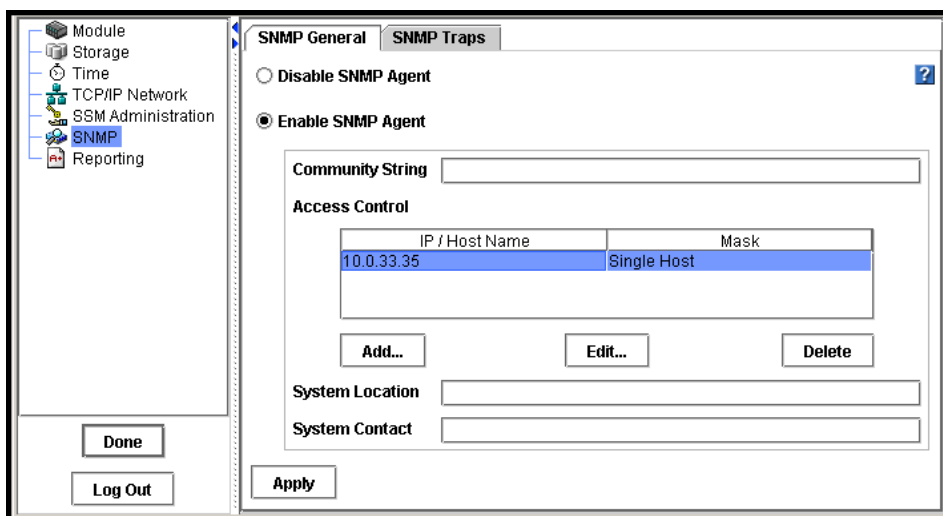 Module
Storage
Time
TCP/IP Network
SSM Administration
SNMP
Reporting
Done
Log Out
SNMP General
SNMP Traps
Disable SNMP Agent
?
Enable SNMP Agent
Community String
Access Control
IP / Host Name
Mask
10.0.33.35
Single Host
Add...
Edit...
Delete
System Location
System Contact
Apply